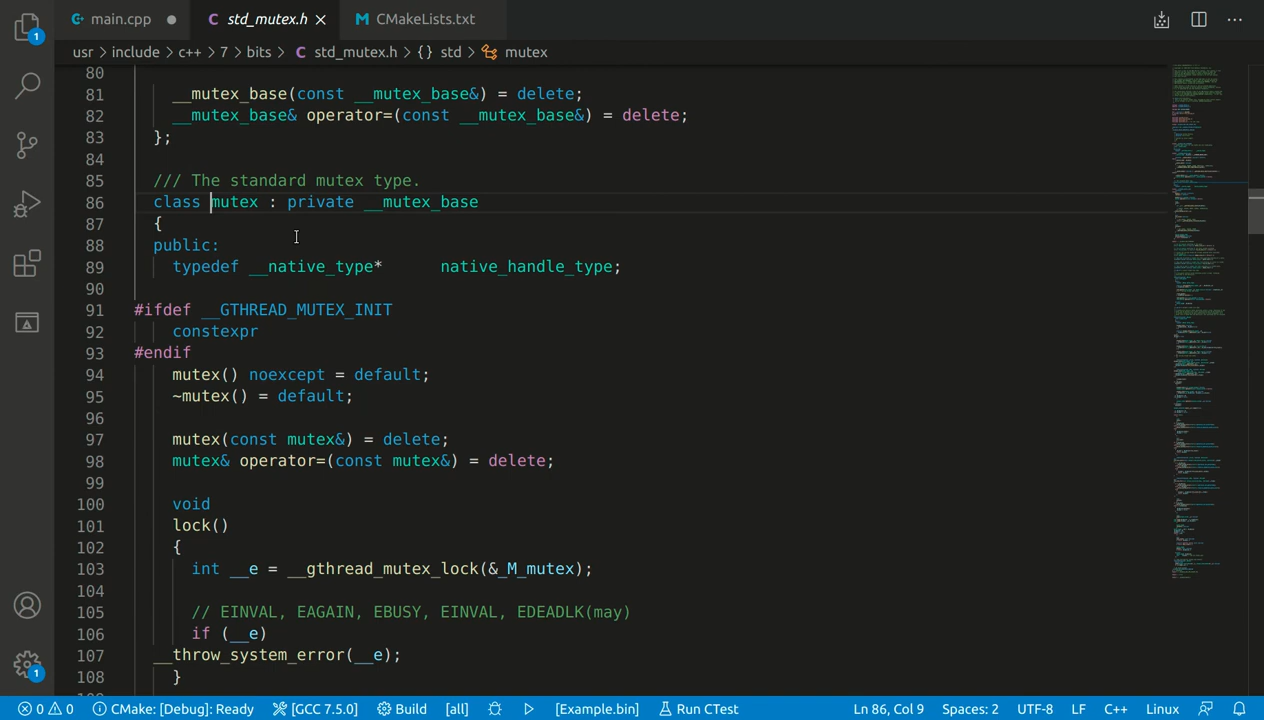 main.cpp ● C std_mutex.h × M CMakeLists.txt ···
usr > include > c++ > 7 > bits > C std_mutex.h > {} std > mutex
80
81 __mutex_base(const __mutex_base&) = delete;
82 __mutex_base& operator=(const __mutex_base&) = delete;
83 };
84
85 /// The standard mutex type.
86 class mutex : private __mutex_base
87 {
88 public:
89 typedef __native_type* native_handle_type;
90
91 #ifdef __GTHREAD_MUTEX_INIT
92 constexpr
93 #endif
94 mutex() noexcept = default;
95 ~mutex() = default;
96
97 mutex(const mutex&) = delete;
98 mutex& operator=(const mutex&) = delete;
99
100 void
101 lock()
102 {
103 int __e = __gthread_mutex_lock(&_M_mutex);
104
105 // EINVAL, EAGAIN, EBUSY, EINVAL, EDEADLK(may)
106 if (__e)
107 __throw_system_error(__e);
108 }
1
1
0 0 CMake: [Debug]: Ready [GCC 7.5.0] Build [all] [Example.bin] Run CTest Ln 86, Col 9 Spaces: 2 UTF-8 LF C++ Linux